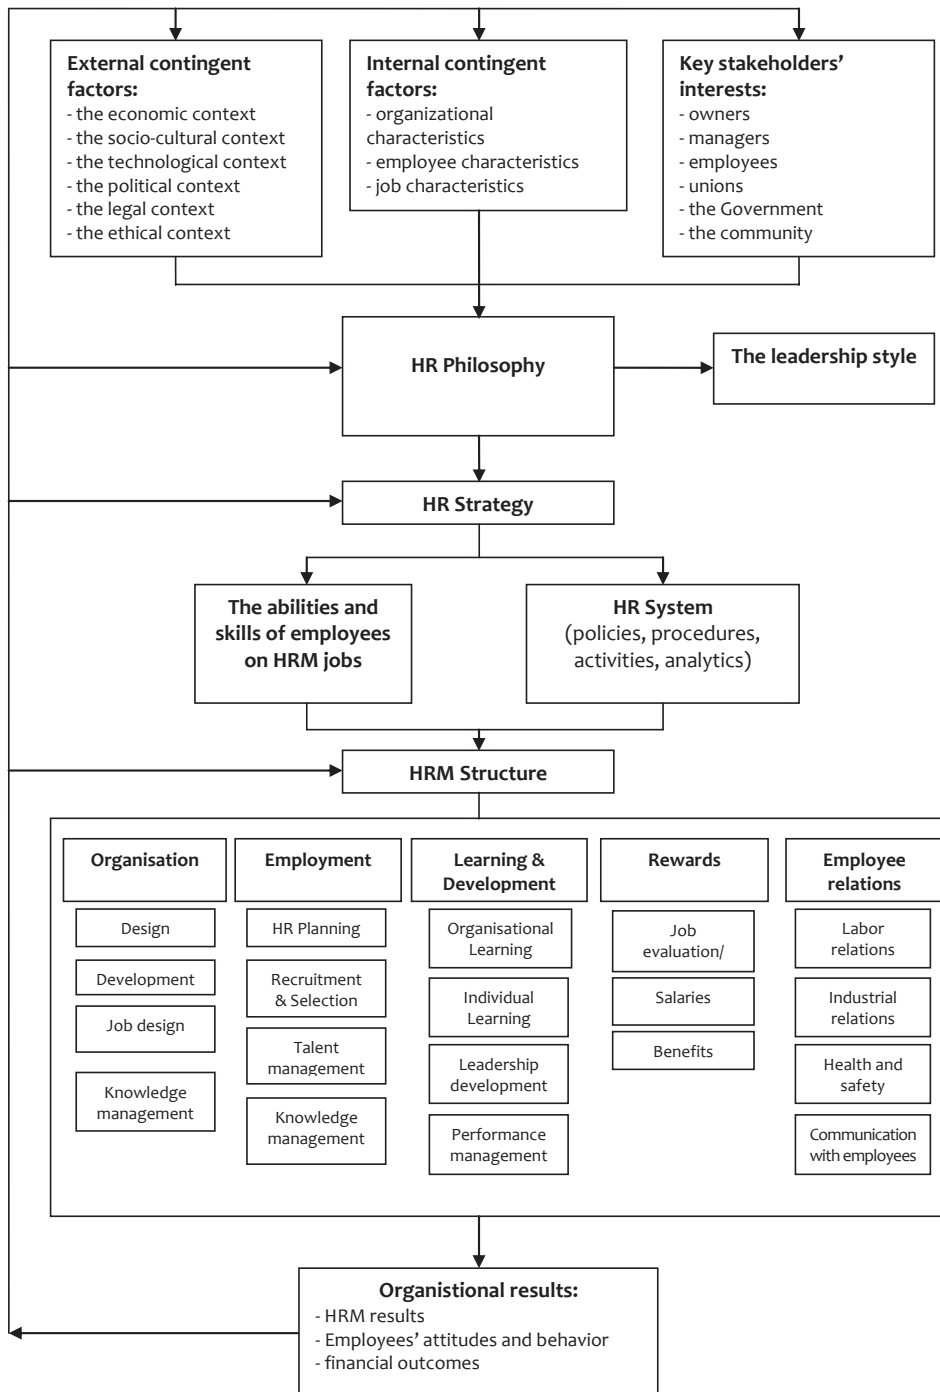 External contingent
factors:
- the economic context
- the socio-cultural context
- the technological context
- the political context
- the legal context
- the ethical context
Internal contingent
factors:
- organizational
characteristics
- employee characteristics
- job characteristics
Key stakeholders'
interests:
- owners
- managers
- employees
- unions
- the Government
- the community
HR Philosophy
The leadership style
HR Strategy
The abilities and
skills of employees
on HRM jobs
HR System
(policies, procedures,
activities, analytics)
HRM Structure
Organisation
Design
Development
Job design
Knowledge
management
Employment
HR Planning
Recruitment
& Selection
Talent
management
Knowledge
management
Learning &
Development
Organisational
Learning
Individual
Learning
Leadership
development
Performance
management
Rewards
Job
evaluation/
Salaries
Benefits
Employee
relations
Labor
relations
Industrial
relations
Health and
safety
Communication
with employees
Organistional results:
- HRM results
- Employees' attitudes and behavior
- financial outcomes